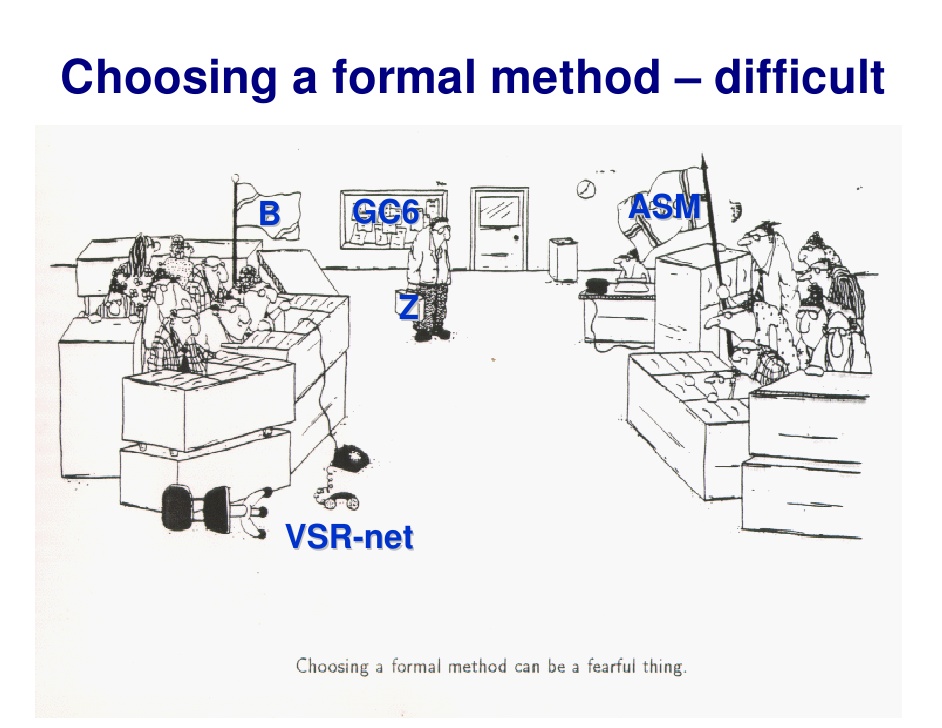 Choosing a formal method – difficult
B
GC6
ASM
Z
VSR-net
Choosing a formal method can be a fearful thing.